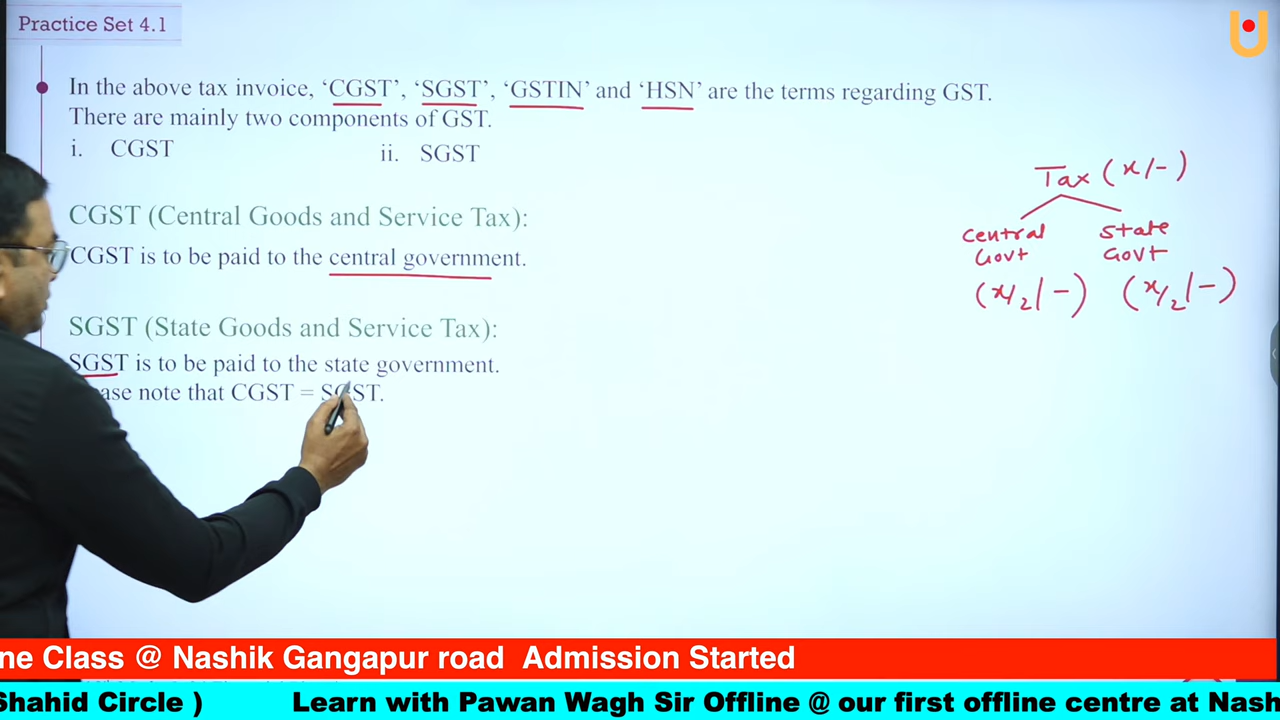 Practice Set 4.1
In the above tax invoice, ‘CGST’, ‘SGST’, ‘GSTIN’ and ‘HSN’ are the terms regarding GST.
There are mainly two components of GST.
i. CGST
ii. SGST
CGST (Central Goods and Service Tax):
CGST is to be paid to the central government.
SGST (State Goods and Service Tax):
SGST is to be paid to the state government.
note that CGST = SGST.
Tax (x/-)
Central
Govt
(x/2/-)
State
Govt
(x/2/-)
Class @ Nashik Gangapur road Admission Started
Shahid Circle ) Learn with Pawan Wagh Sir Offline @ our first offline centre at